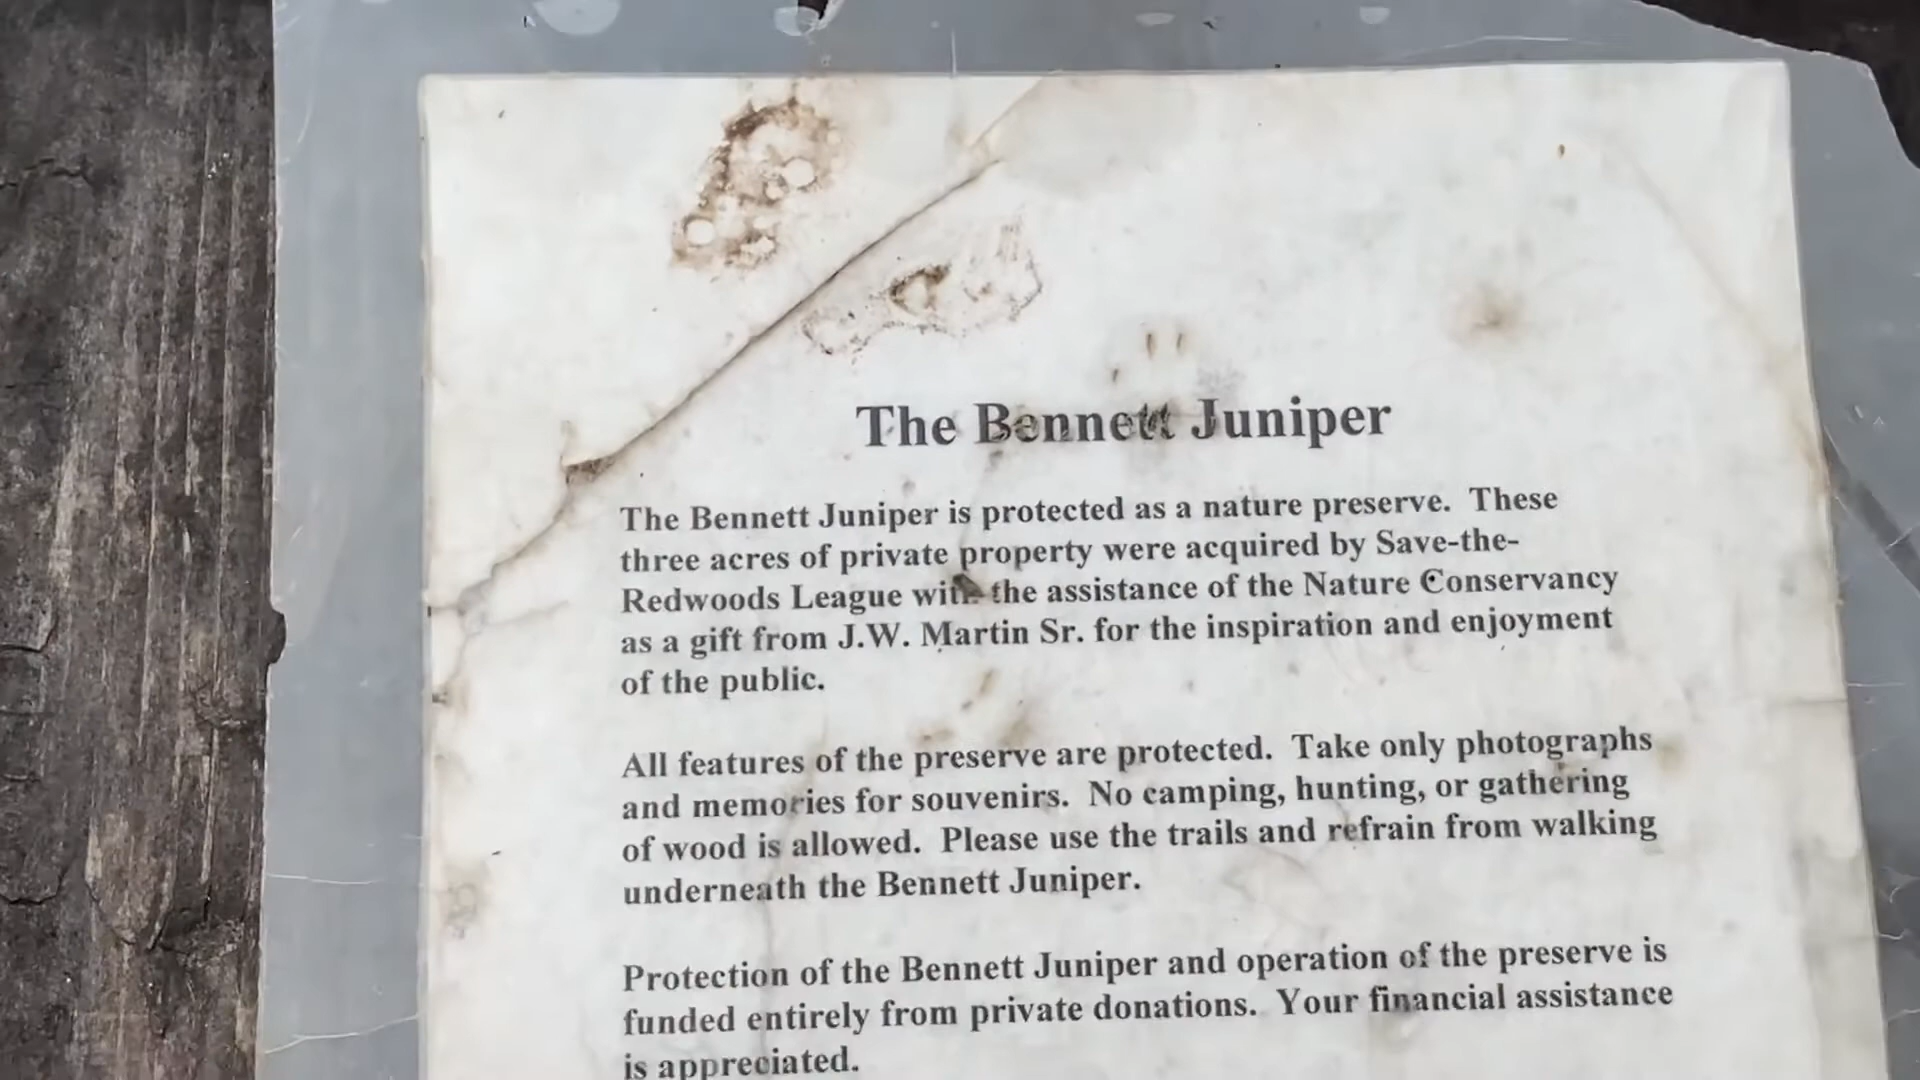 The Bennett Juniper
The Bennett Juniper is protected as a nature preserve. These
three acres of private property were acquired by Save-the-
Redwoods League with the assistance of the Nature Conservancy
as a gift from J.W. Martin Sr. for the inspiration and enjoyment
of the public.
All features of the preserve are protected. Take only photographs
and memories for souvenirs. No camping, hunting, or gathering
of wood is allowed. Please use the trails and refrain from walking
underneath the Bennett Juniper.
Protection of the Bennett Juniper and operation of the preserve is
funded entirely from private donations. Your financial assistance
is appreciated.